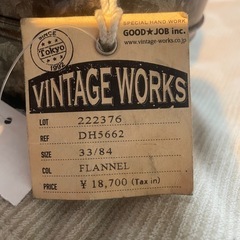 SPECIAL HAND WORK
GOOD★JOB inc.
www.vintage-works.co.jp
SINCE
Tokyo
VINTAGE WORKS
LOT 222376
REF DH5662
SIZE 33/84
COL FLANNEL
PRICE ¥18,700 (Tax in)